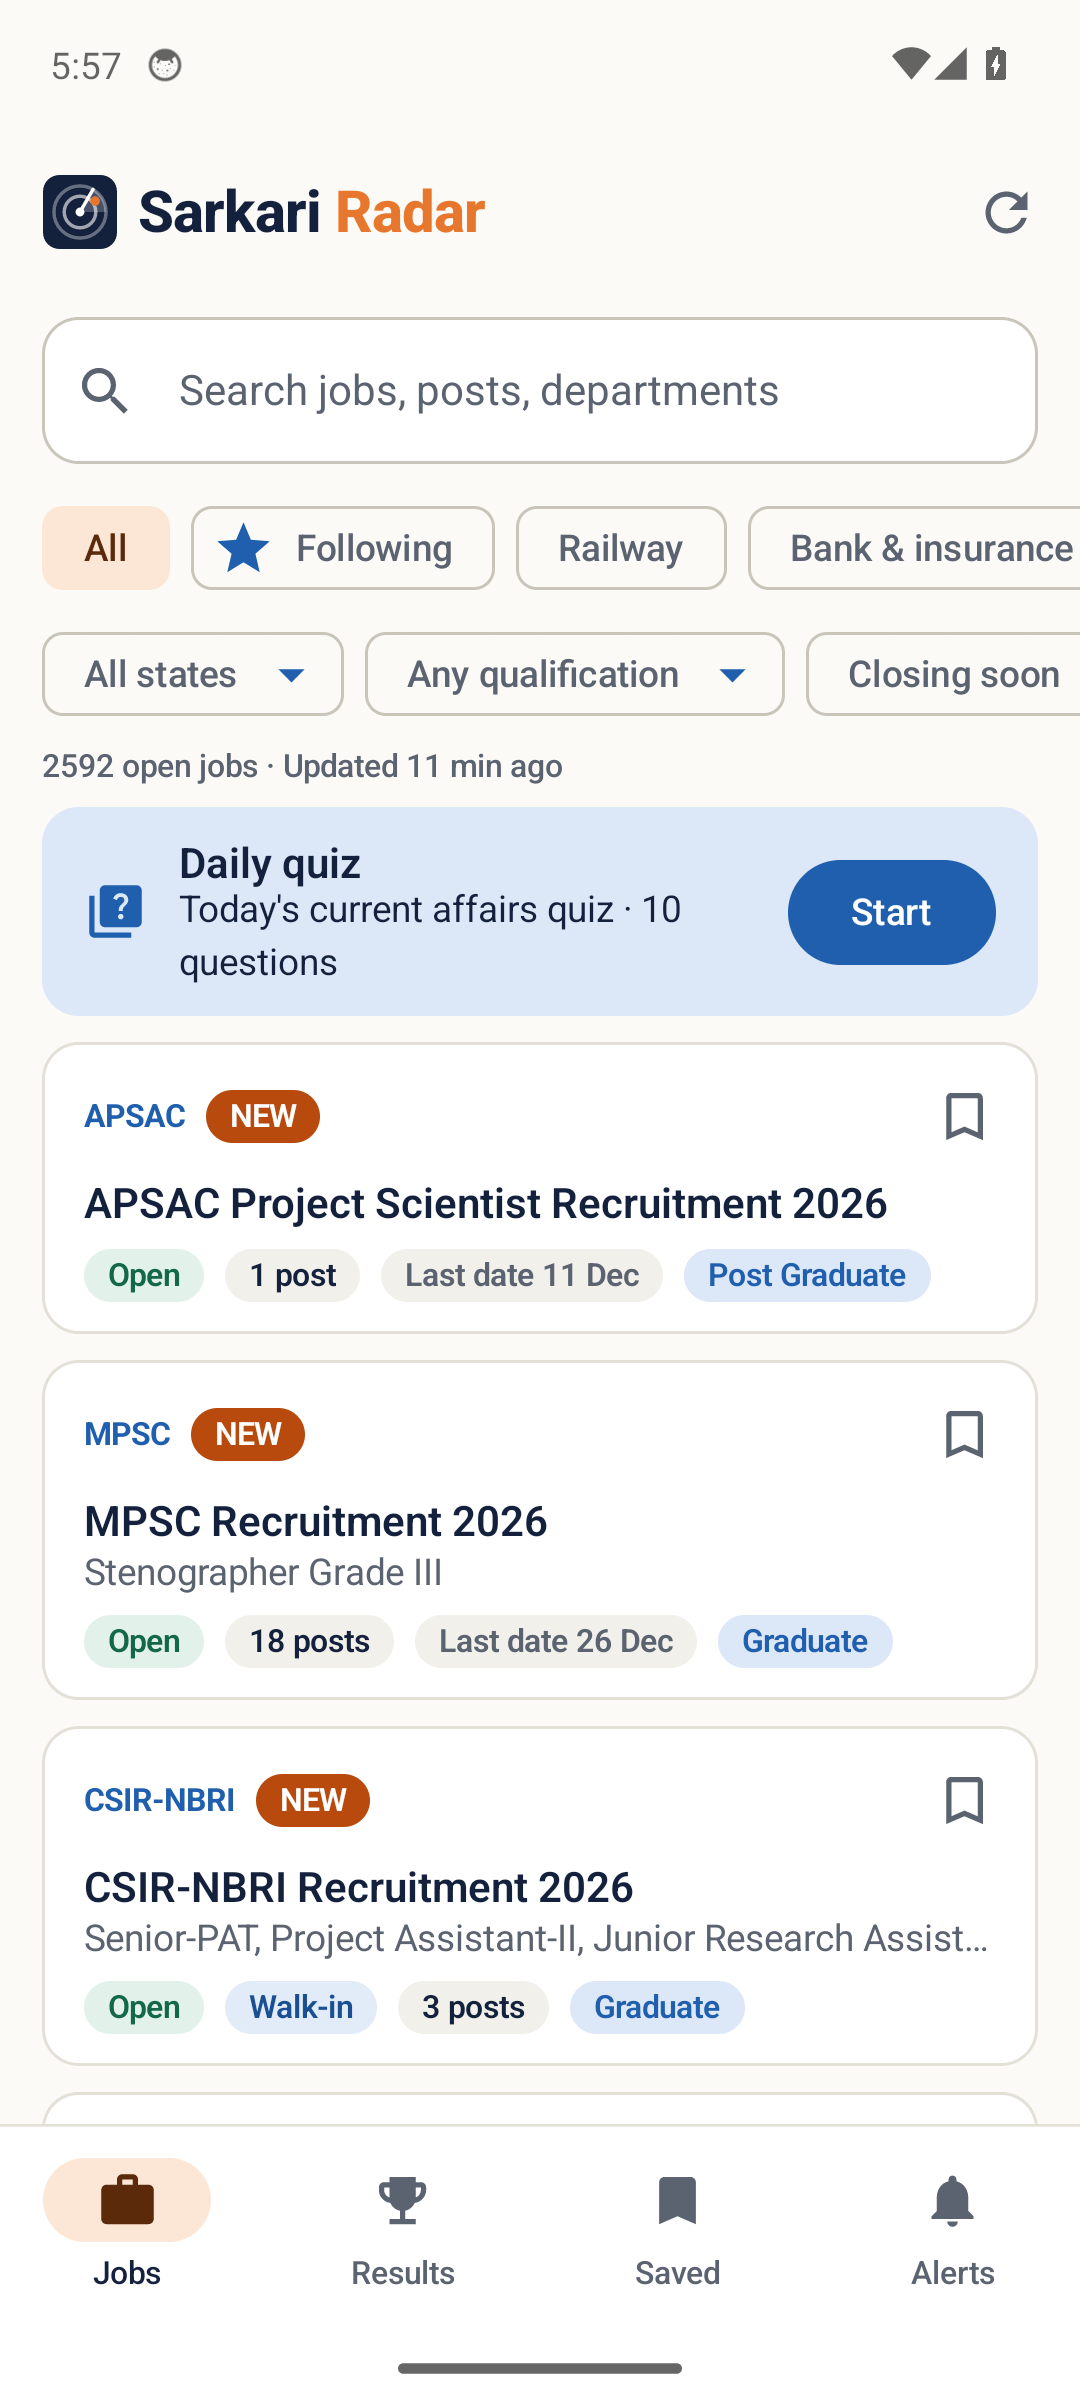 5:57
Sarkari Radar
Search jobs, posts, departments
All
Following
Railway
Bank & insurance
All states
Any qualification
Closing soon
2592 open jobs · Updated 11 min ago
Daily quiz
Today's current affairs quiz · 10
questions
Start
APSAC NEW
APSAC Project Scientist Recruitment 2026
Open 1 post Last date 11 Dec Post Graduate
MPSC NEW
MPSC Recruitment 2026
Stenographer Grade III
Open 18 posts Last date 26 Dec Graduate
CSIR-NBRI NEW
CSIR-NBRI Recruitment 2026
Senior-PAT, Project Assistant-II, Junior Research Assist...
Open Walk-in 3 posts Graduate
Jobs Results Saved Alerts